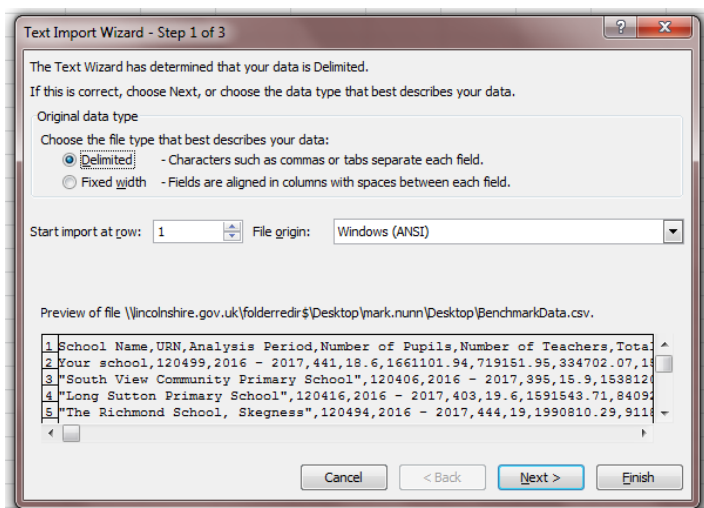 Text Import Wizard - Step 1 of 3
The Text Wizard has determined that your data is Delimited.
If this is correct, choose Next, or choose the data type that best describes your data.
Original data type
Choose the file type that best describes your data:
Delimited - Characters such as commas or tabs separate each field.
Fixed width - Fields are aligned in columns with spaces between each field.
Start import at row: 1 File origin: Windows (ANSI)
Preview of file \\lincolnshire.gov.uk\folderredir$\Desktop\mark.nunn\Desktop\BenchmarkData.csv.
1 School Name,URN,Analysis Period,Number of Pupils,Number of Teachers,Total
2 Your school,120499,2016 - 2017,441,18.6,1661101.94,719151.95,334702.07,18
3 "South View Community Primary School",120406,2016 - 2017,395,15.9,1538120
4 "Long Sutton Primary School",120416,2016 - 2017,403,19.6,1591543.71,84092
5 "The Richmond School, Skegness",120494,2016 - 2017,444,19,1990810.29,9118
Cancel < Back Next > Finish